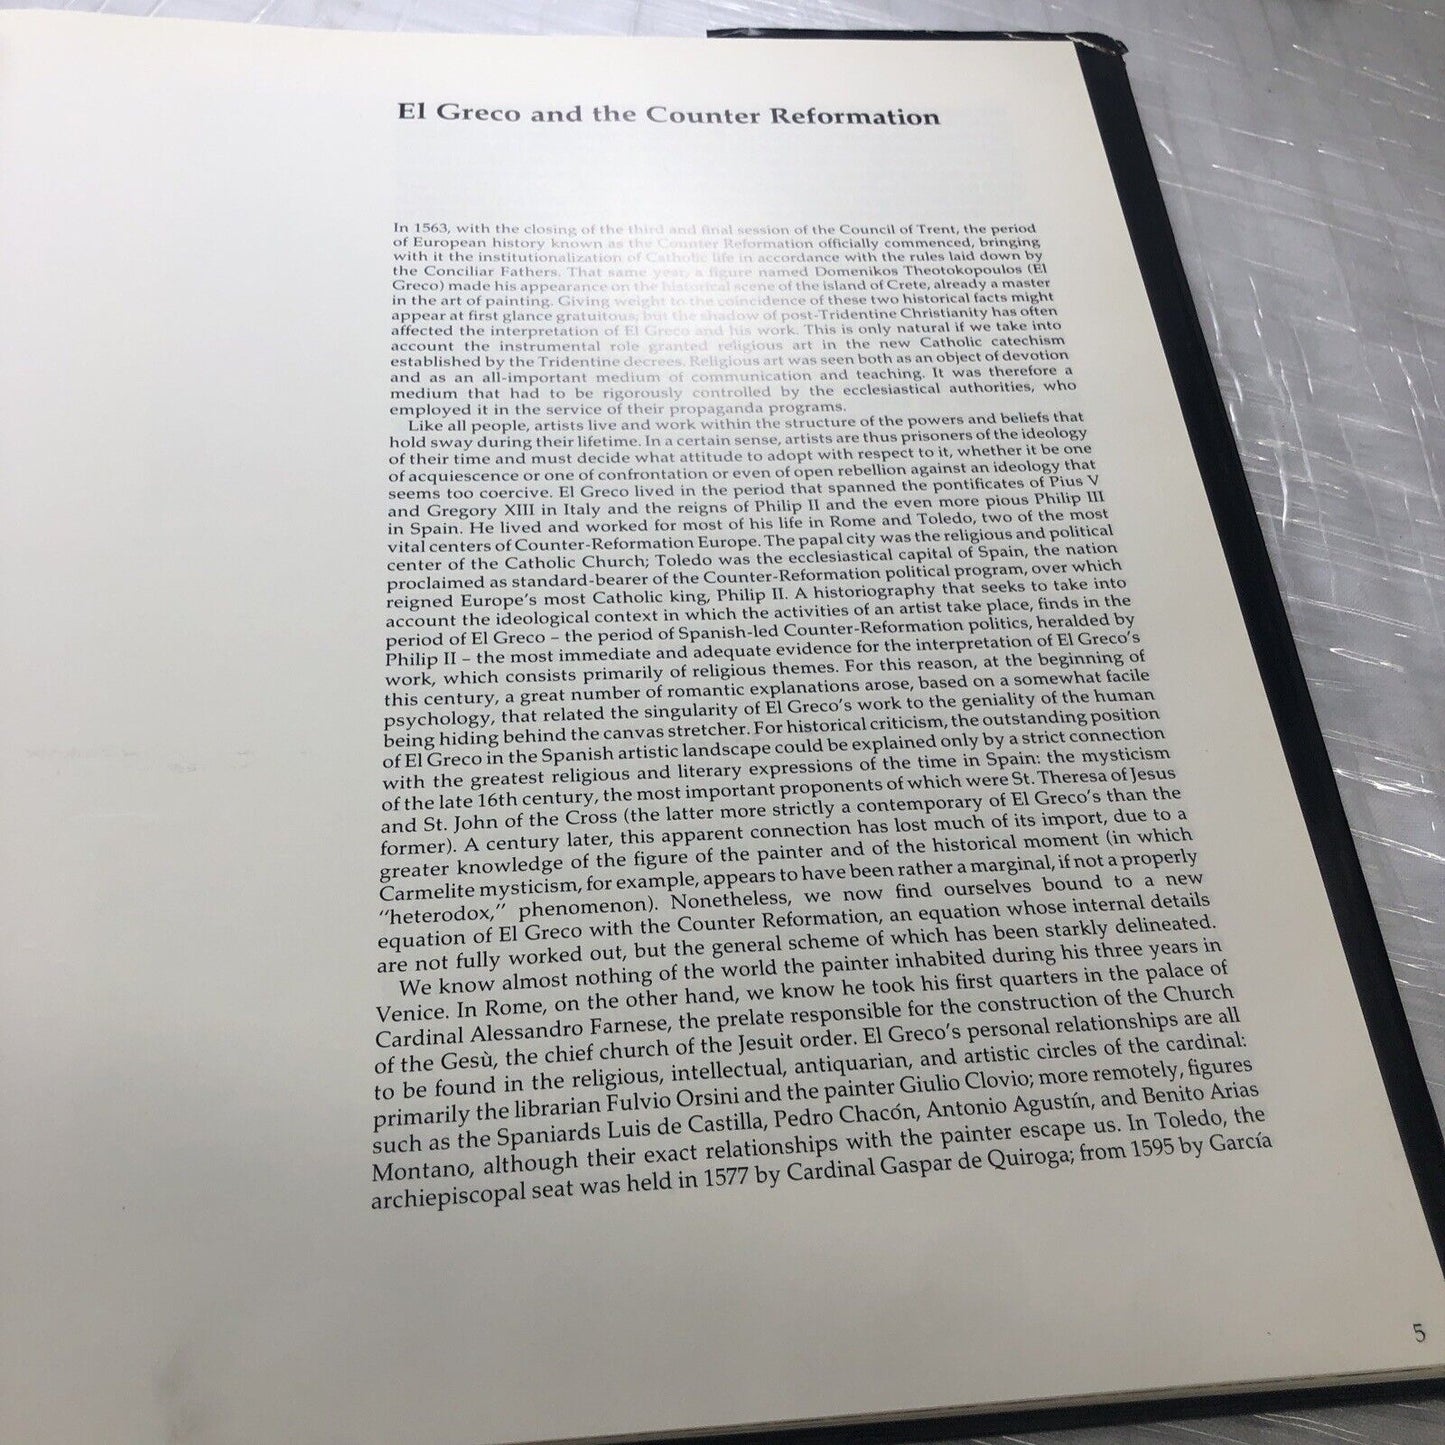 El Greco and the Counter Reformation
In 1563, with the closing of the third and final session of the Council of Trent, the period
of European history known as the Counter Reformation officially commenced, bringing
with it the institutionalization of Catholic life in accordance with the rules laid down by
the Conciliar Fathers. That same year, a figure named Domenikos Theotokopoulos (El
Greco) made his appearance on the historical scene of the island of Crete, already a master
in the art of painting. Giving weight to the coincidence of these two historical facts might
appear at first glance gratuitous, but the shadow of post-Tridentine Christianity has often
affected the interpretation of El Greco and his work. This is only natural if we take into
account the instrumental role granted religious art in the new Catholic catechism
established by the Tridentine decrees. Religious art was seen both as an object of devotion
and as an all-important medium of communication and teaching. It was therefore a
medium that had to be rigorously controlled by the ecclesiastical authorities, who
employed it in the service of their propaganda programs.
Like all people, artists live and work within the structure of the powers and beliefs that
hold sway during their lifetime. In a certain sense, artists are thus prisoners of the ideology
of their time and must decide what attitude to adopt with respect to it, whether it be one
of acquiescence or one of confrontation or even of open rebellion against an ideology that
seems too coercive. El Greco lived in the period that spanned the pontificates of Pius V
and Gregory XIII in Italy and the reigns of Philip II and the even more pious Philip III
in Spain. He lived and worked for most of his life in Rome and Toledo, two of the most
vital centers of Counter-Reformation Europe. The papal city was the religious and political
center of the Catholic Church; Toledo was the ecclesiastical capital of Spain, the nation
proclaimed as standard-bearer of the Counter-Reformation political program, over which
reigned Europe's most Catholic king, Philip II. A historiography that seeks to take into
account the ideological context in which the activities of an artist take place, finds in the
period of El Greco – the period of Spanish-led Counter-Reformation politics, heralded by
Philip II – the most immediate and adequate evidence for the interpretation of El Greco's
work, which consists primarily of religious themes. For this reason, at the beginning of
this century, a great number of romantic explanations arose, based on a somewhat facile
psychology, that related the singularity of El Greco's work to the geniality of the human
being hiding behind the canvas stretcher. For historical criticism, the outstanding position
of El Greco in the Spanish artistic landscape could be explained only by a strict connection
with the greatest religious and literary expressions of the time in Spain: the mysticism
of the late 16th century, the most important proponents of which were St. Theresa of Jesus
and St. John of the Cross (the latter more strictly a contemporary of El Greco's than the
former). A century later, this apparent connection has lost much of its import, due to a
greater knowledge of the figure of the painter and of the historical moment (in which
Carmelite mysticism, for example, appears to have been rather a marginal, if not a properly
"heterodox," phenomenon). Nonetheless, we now find ourselves bound to a new
equation of El Greco with the Counter Reformation, an equation whose internal details
are not fully worked out, but the general scheme of which has been starkly delineated.
We know almost nothing of the world the painter inhabited during his three years in
Venice. In Rome, on the other hand, we know he took his first quarters in the palace of
Cardinal Alessandro Farnese, the prelate responsible for the construction of the Church
of the Gesù, the chief church of the Jesuit order. El Greco's personal relationships are all
to be found in the religious, intellectual, antiquarian, and artistic circles of the cardinal:
primarily the librarian Fulvio Orsini and the painter Giulio Clovio; more remotely, figures
such as the Spaniards Luis de Castilla, Pedro Chacón, Antonio Agustín, and Benito Arias
Montano, although their exact relationships with the painter escape us. In Toledo, the
archiepiscopal seat was held in 1577 by Cardinal Gaspar de Quiroga; from 1595 by García
5